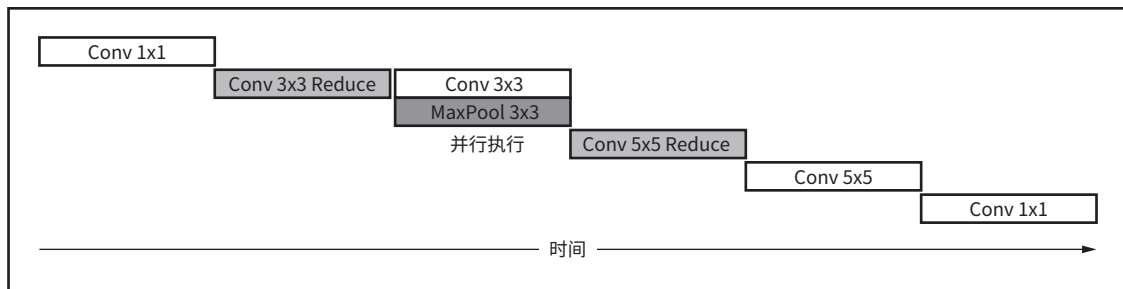 Conv 1x1
Conv 3x3 Reduce
Conv 3x3
MaxPool 3x3
并行执行
Conv 5x5 Reduce
Conv 5x5
Conv 1x1
时间